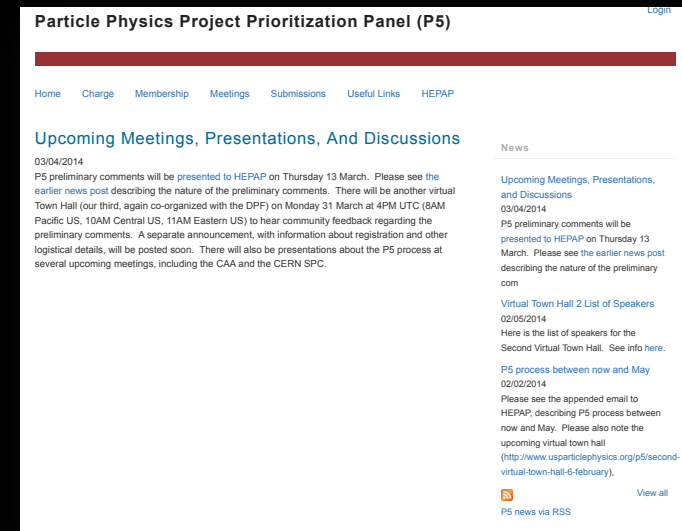 Login
Particle Physics Project Prioritization Panel (P5)
Home Charge Membership Meetings Submissions Useful Links HEPAP
Upcoming Meetings, Presentations, And Discussions
03/04/2014
P5 preliminary comments will be presented to HEPAP on Thursday 13 March. Please see the
earlier news post describing the nature of the preliminary comments. There will be another virtual
Town Hall (our third, again co-organized with the DPF) on Monday 31 March at 4PM UTC (8AM
Pacific US, 10AM Central US, 11AM Eastern US) to hear community feedback regarding the
preliminary comments. A separate announcement, with information about registration and other
logistical details, will be posted soon. There will also be presentations about the P5 process at
several upcoming meetings, including the CAA and the CERN SPC.
News
Upcoming Meetings, Presentations,
and Discussions
03/04/2014
P5 preliminary comments will be
presented to HEPAP on Thursday 13
March. Please see the earlier news post
describing the nature of the preliminary
com
Virtual Town Hall 2 List of Speakers
02/05/2014
Here is the list of speakers for the
Second Virtual Town Hall. See info here.
P5 process between now and May
02/02/2014
Please see the appended email to
HEPAP, describing P5 process between
now and May. Please also note the
upcoming virtual town hall
(http://www.usparticlephysics.org/p5/second-
virtual-town-hall-6-february),
View all
P5 news via RSS